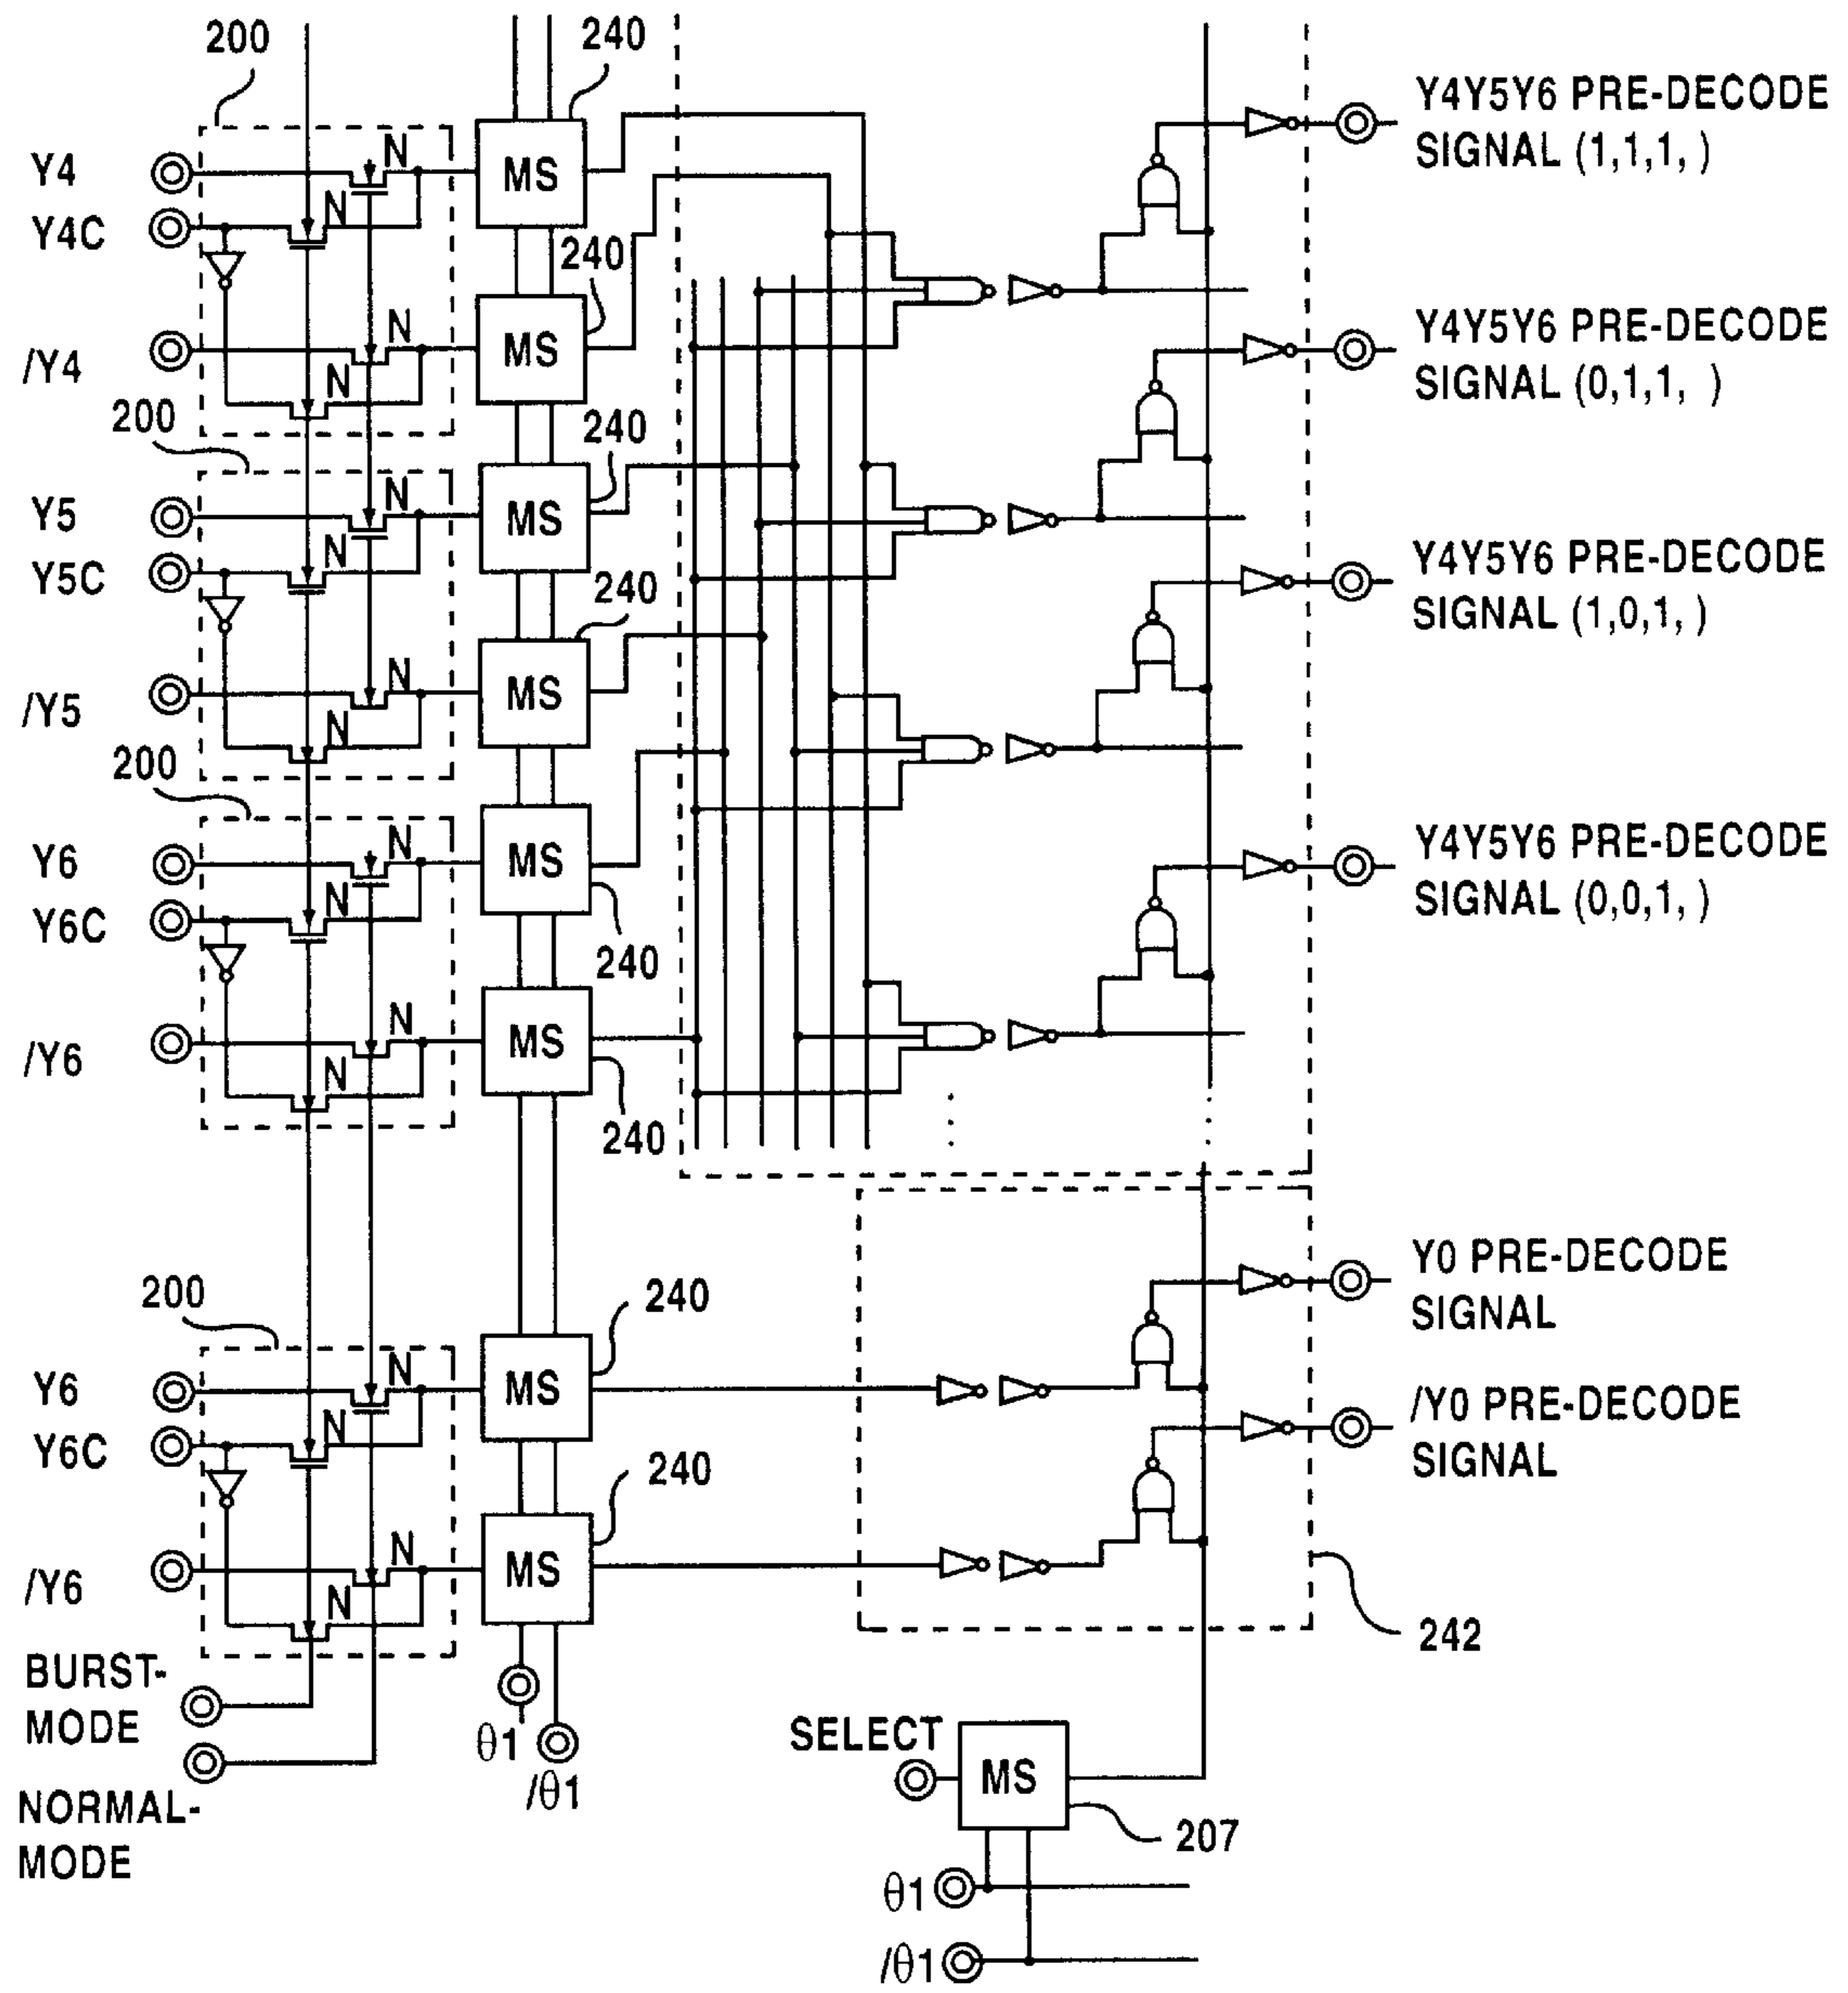 200
240
Y4
N
MS
Y4C
N
240
/Y4
N
MS
N
Y4Y5Y6 PRE-DECODE
SIGNAL (1,1,1, )
Y4Y5Y6 PRE-DECODE
SIGNAL (0,1,1, )
200
240
Y5
N
MS
Y5C
N
240
/Y5
N
MS
N
Y4Y5Y6 PRE-DECODE
SIGNAL (1,0,1, )
200
Y6
N
MS
Y6C
N
240
/Y6
N
MS
N
240
Y4Y5Y6 PRE-DECODE
SIGNAL (0,0,1, )
200
240
Y6
N
MS
Y6C
N
240
/Y6
N
MS
N
Y0 PRE-DECODE
SIGNAL
/Y0 PRE-DECODE
SIGNAL
242
BURST-
MODE
NORMAL-
MODE
θ1
/θ1
SELECT
MS
207
θ1
/θ1